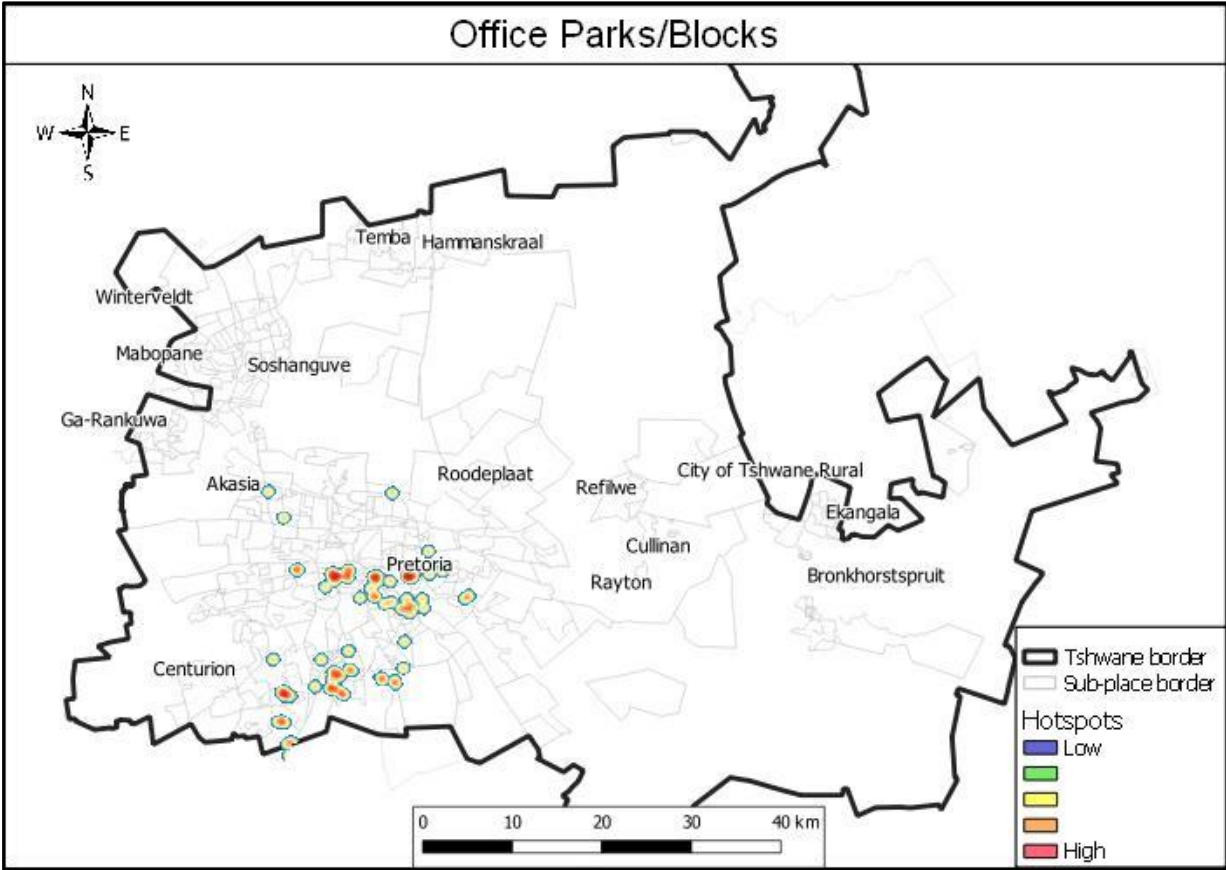 Office Parks/Blocks
N
W E
S
Temba
Hammanskraal
Winterveldt
Mabopane
Soshanguve
Ga-Rankuwa
Akasia
Roodeplaat
Refilwe
City of Tshwane Rural
Ekangala
Cullinan
Pretoria
Rayton
Bronkhorstspruit
Centurion
Tshwane border
Sub-place border
Hotspots
Low
High
0 10 20 30 40 km